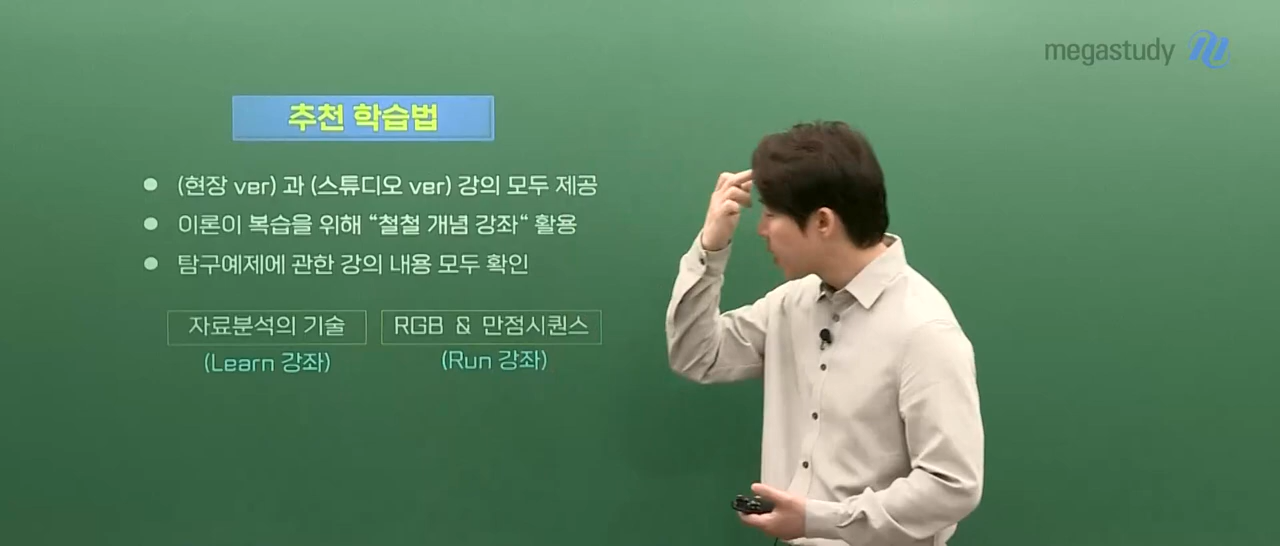 megastudy
추천 학습법
(현장 ver) 과 (스튜디오 ver) 강의 모두 제공
이론이 복습을 위해 “철철 개념 강좌“ 활용
탐구예제에 관한 강의 내용 모두 확인
자료분석의 기술 RGB & 만점시퀀스
(Learn 강좌) (Run 강좌)